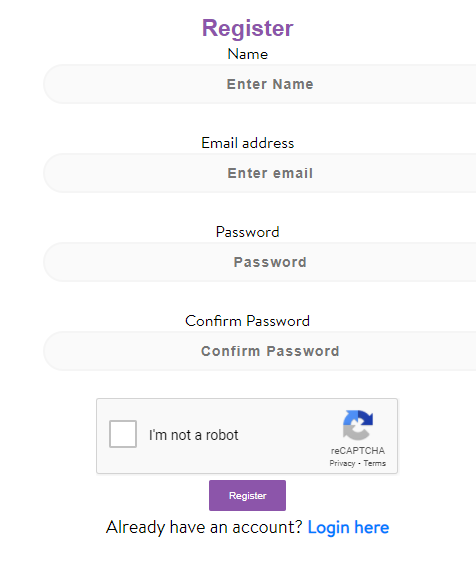 Register
Name
Enter Name
Email address
Enter email
Password
Password
Confirm Password
Confirm Password
I'm not a robot
reCAPTCHA
Privacy - Terms
Register
Already have an account? Login here